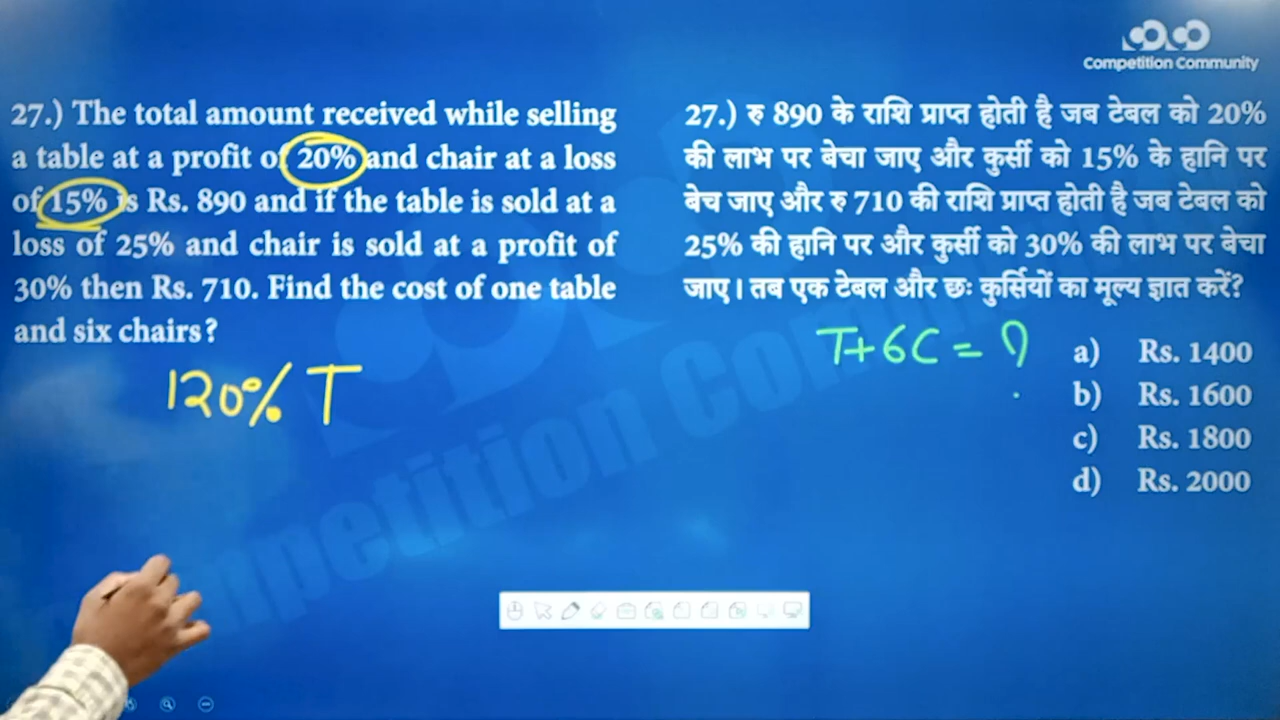 Competition Community
27.) The total amount received while selling
a table at a profit of 20% and chair at a loss
of 15% is Rs. 890 and if the table is sold at a
loss of 25% and chair is sold at a profit of
30% then Rs. 710. Find the cost of one table
and six chairs?
120% T
27.) रु 890 के राशि प्राप्त होती है जब टेबल को 20%
की लाभ पर बेचा जाए और कुर्सी को 15% के हानि पर
बेच जाए और रु 710 की राशि प्राप्त होती है जब टेबल को
25% की हानि पर और कुर्सी को 30% की लाभ पर बेचा
जाए। तब एक टेबल और छः कुर्सियों का मूल्य ज्ञात करें?
T+6C = ?
a) Rs. 1400
b) Rs. 1600
c) Rs. 1800
d) Rs. 2000
Competition Community